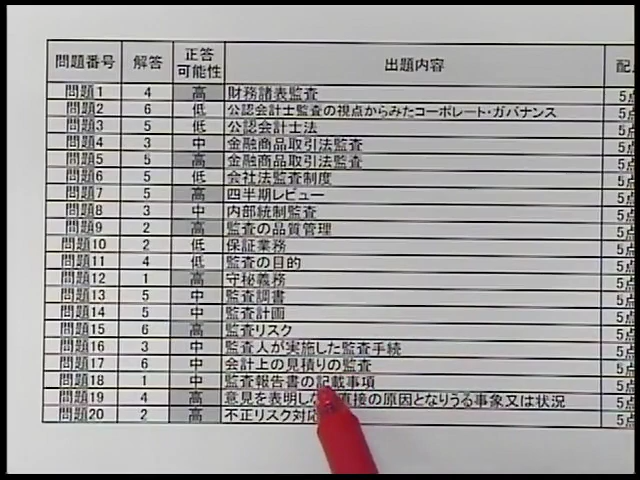 問題番号 解答 正答可能性 出題内容 配
問題1 4 高 財務諸表監査 5点
問題2 6 低 公認会計士監査の視点からみたコーポレート・ガバナンス 5点
問題3 5 低 公認会計士法 5点
問題4 3 中 金融商品取引法監査 5点
問題5 5 高 金融商品取引法監査 5点
問題6 5 低 会社法監査制度 5点
問題7 5 高 四半期レビュー 5点
問題8 3 中 内部統制監査 5点
問題9 2 高 監査の品質管理 5点
問題10 2 低 保証業務 5点
問題11 4 低 監査の目的 5点
問題12 1 高 守秘義務 5点
問題13 5 中 監査調書 5点
問題14 5 中 監査計画 5点
問題15 6 高 監査リスク 5点
問題16 3 中 監査人が実施した監査手続 5点
問題17 6 中 会計上の見積りの監査 5点
問題18 1 中 監査報告書の記載事項 5点
問題19 4 高 意見を表明しな 直接の原因となりうる事象又は状況 5点
問題20 2 高 不正リスク対応 5点